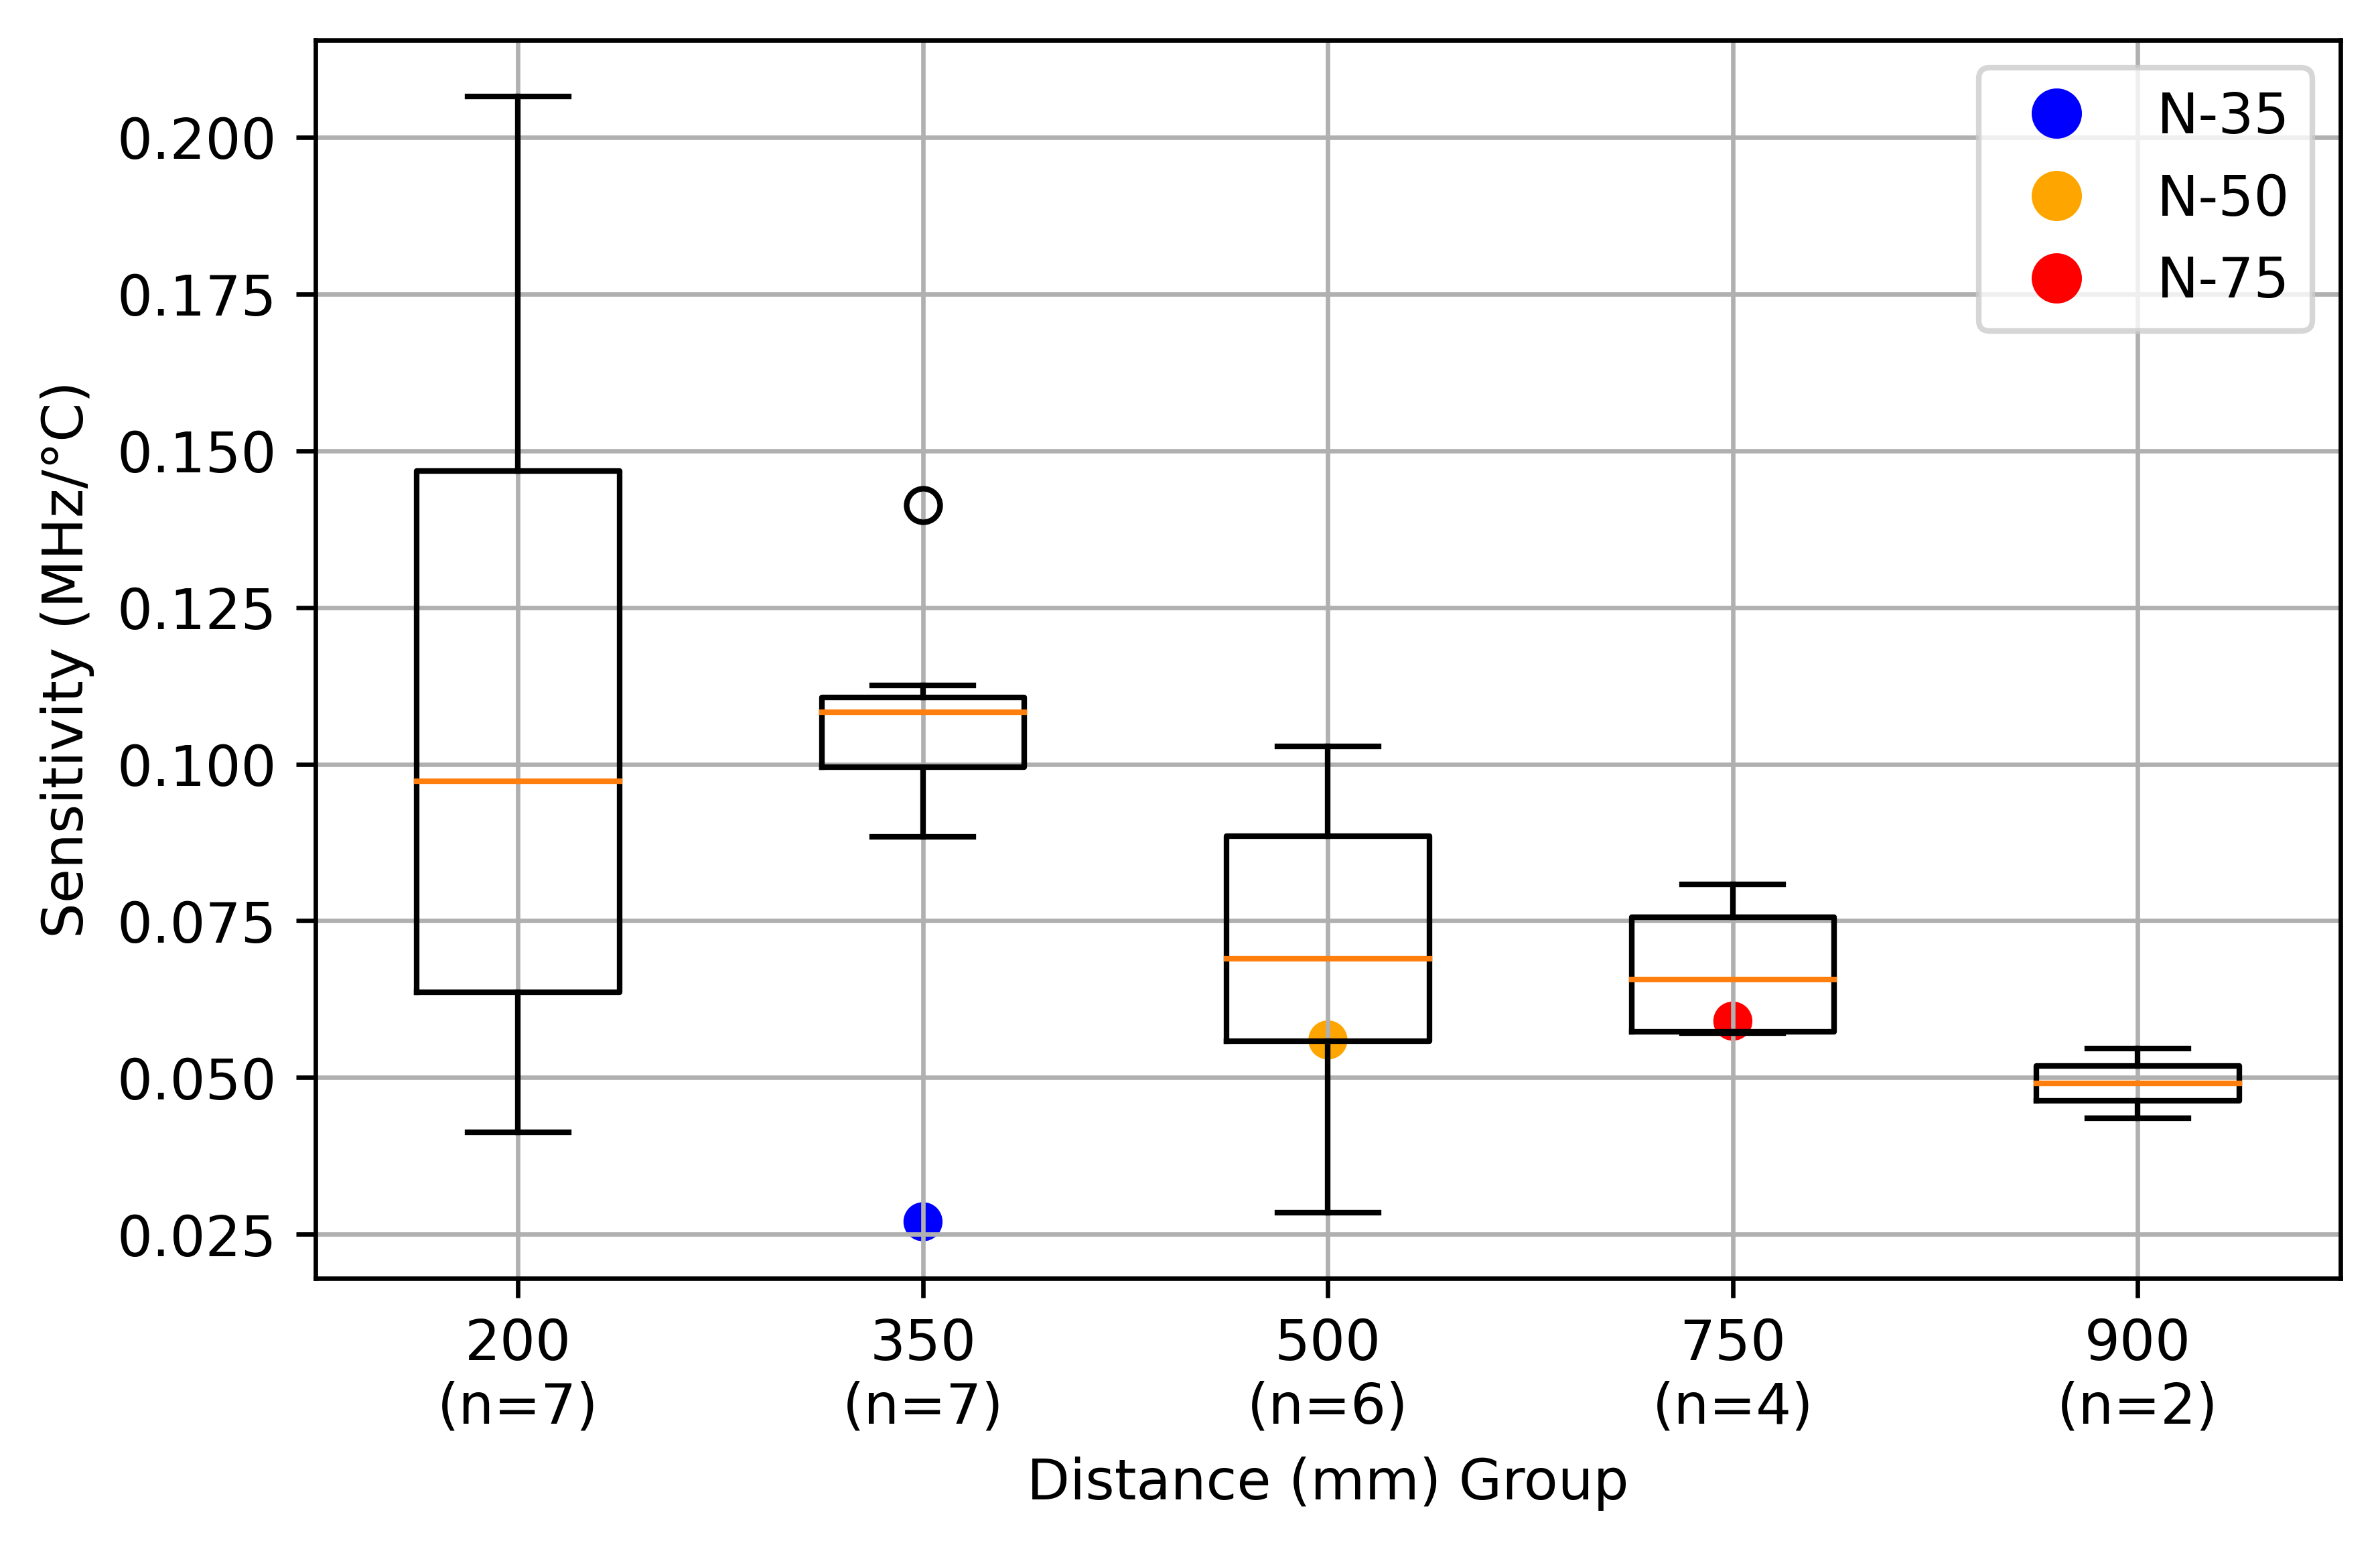 N-35
N-50
N-75
Sensitivity (MHz/°C)
0.200
0.175
0.150
0.125
0.100
0.075
0.050
0.025
200
(n=7)
350
(n=7)
500
(n=6)
750
(n=4)
900
(n=2)
Distance (mm) Group